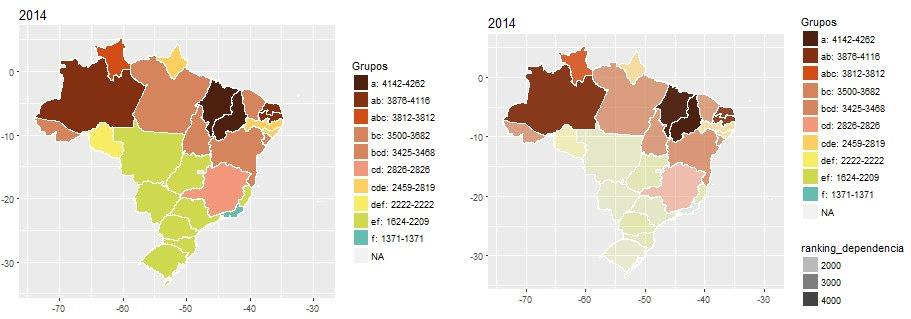 2014
0
-10
-20
-30
-70
-60
-50
-40
-30
Grupos
a: 4142-4262
ab: 3876-4116
abc: 3812-3812
bc: 3500-3682
bcd: 3425-3468
cd: 2826-2826
cde: 2459-2819
def: 2222-2222
ef: 1624-2209
f: 1371-1371
NA
2014
0
-10
-20
-30
-70
-60
-50
-40
-30
Grupos
a: 4142-4262
ab: 3876-4116
abc: 3812-3812
bc: 3500-3682
bcd: 3425-3468
cd: 2826-2826
cde: 2459-2819
def: 2222-2222
ef: 1624-2209
f: 1371-1371
NA
ranking_dependencia
2000
3000
4000